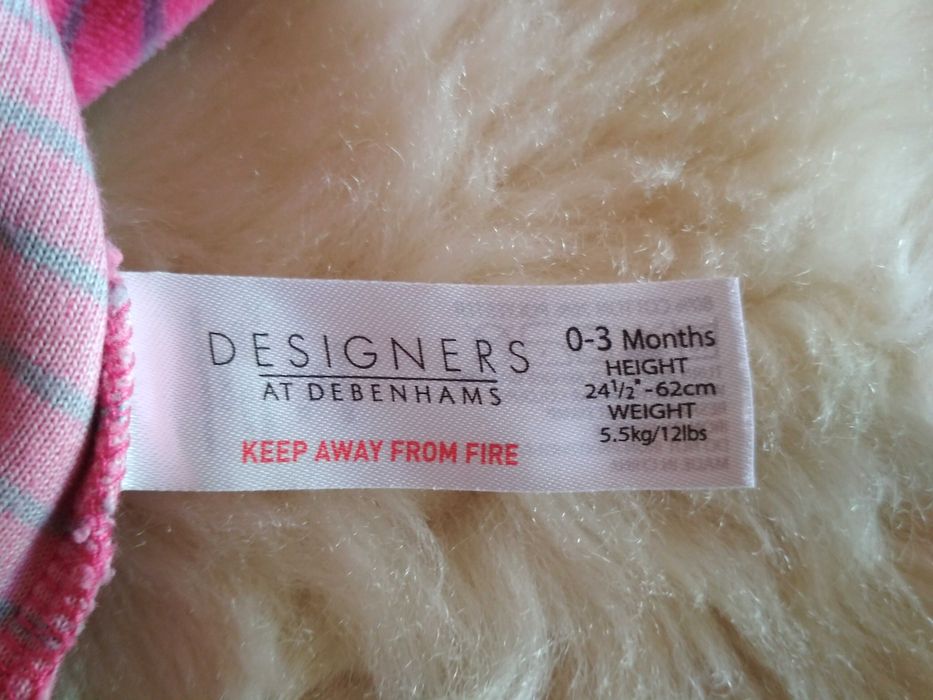 DESIGNERS
AT DEBENHAMS
KEEP AWAY FROM FIRE
0-3 Months
HEIGHT
24½"-62cm
WEIGHT
5.5kg/12lbs